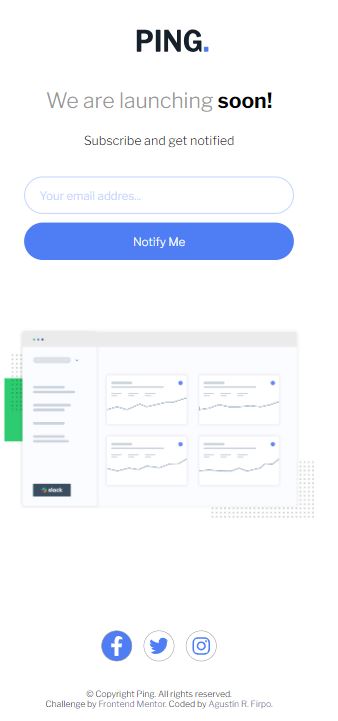 PING.
We are launching soon!
Subscribe and get notified
Your email addres...
Notify Me
slack
© Copyright Ping. All rights reserved.
Challenge by Frontend Mentor. Coded by Agustin R. Firpo.